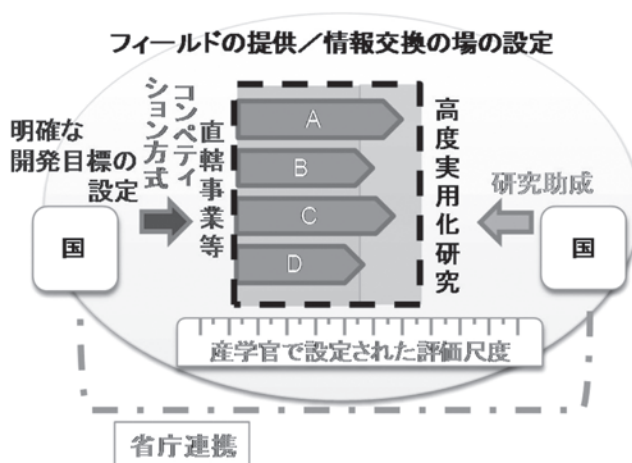 フィールドの提供／情報交換の場の設定
明確な
開発目標の
設定
国
コンペティ
ション方式
直轄事業等
A
B
C
D
高度実用化研究
研究助成
国
産学官で設定された評価尺度
省庁連携